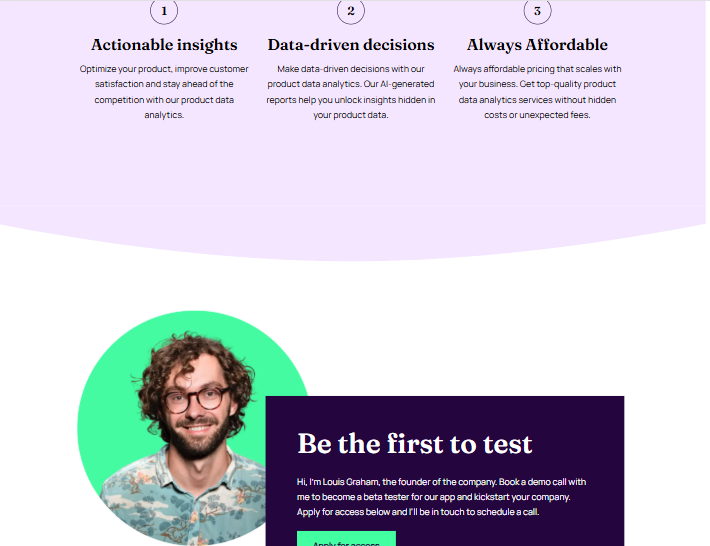 1
2
3
Actionable insights
Data-driven decisions
Always Affordable
Optimize your product, improve customer
satisfaction and stay ahead of the
competition with our product data
analytics.
Make data-driven decisions with our
product data analytics. Our AI-generated
reports help you unlock insights hidden in
your product data.
Always affordable pricing that scales with
your business. Get top-quality product
data analytics services without hidden
costs or unexpected fees.
Be the first to test
Hi, I'm Louis Graham, the founder of the company. Book a demo call with
me to become a beta tester for our app and kickstart your company.
Apply for access below and I'll be in touch to schedule a call.
Apply for access